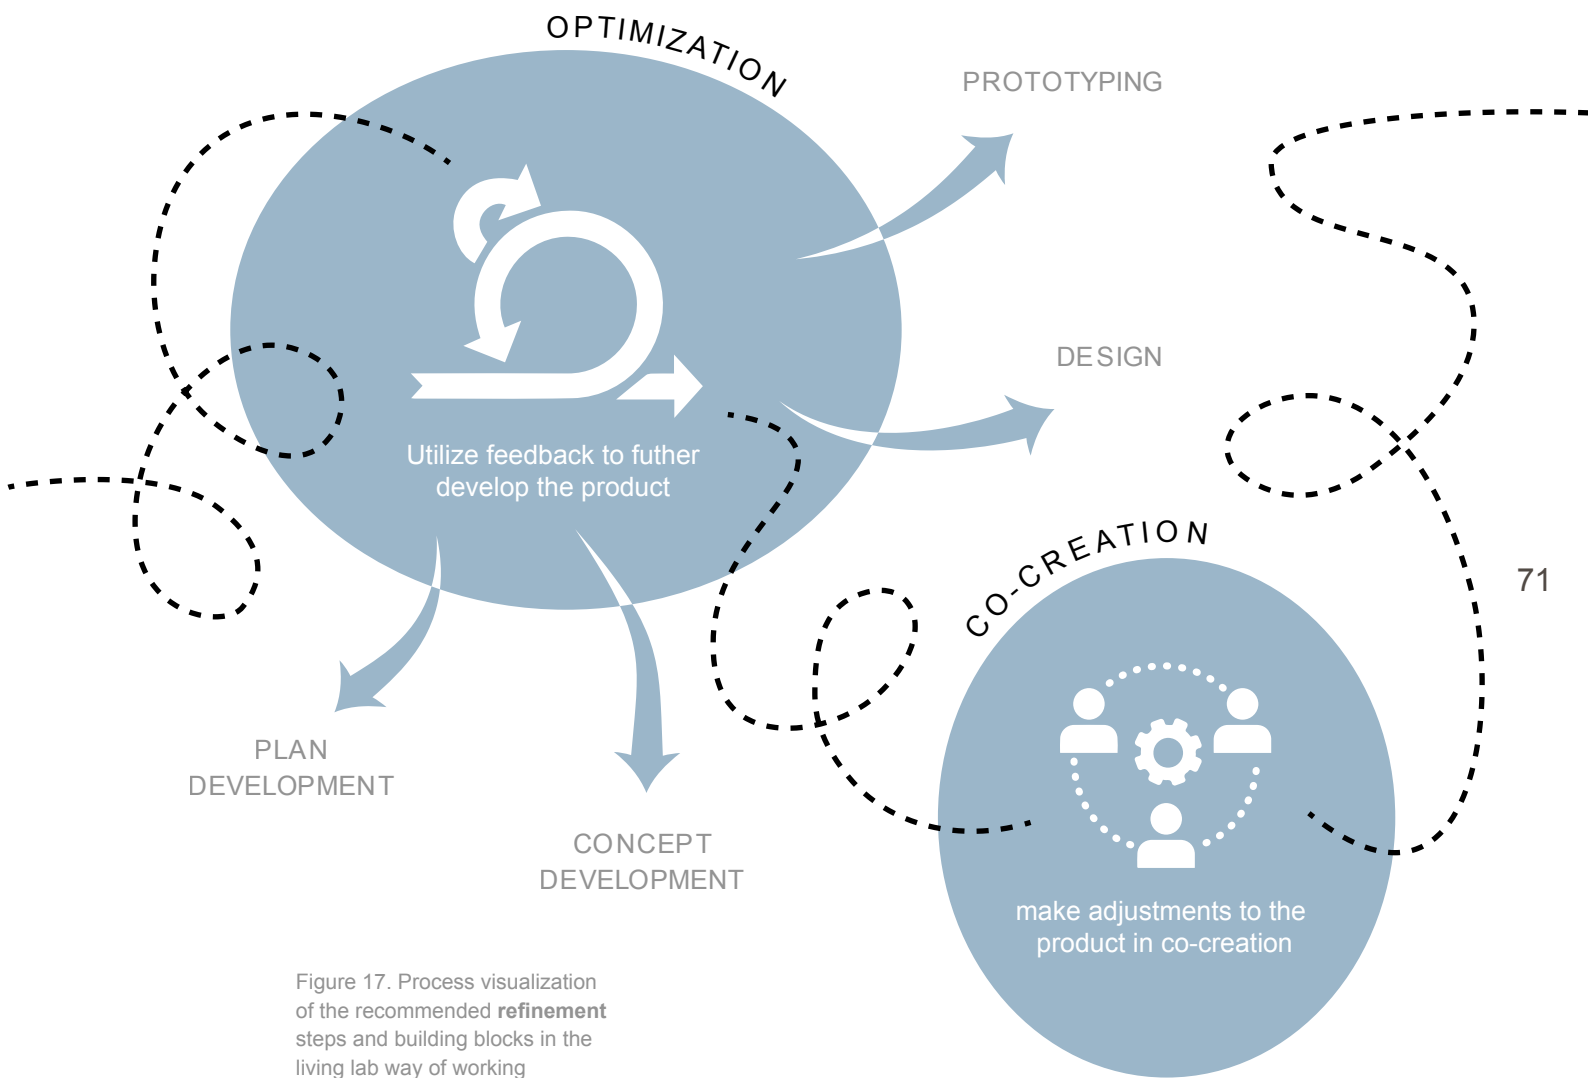 OPTIMIZATION
PROTOTYPING
DESIGN
Utilize feedback to futher
develop the product
CO-CREATION
71
PLAN
DEVELOPMENT
CONCEPT
DEVELOPMENT
make adjustments to the
product in co-creation
Figure 17. Process visualization
of the recommended refinement
steps and building blocks in the
living lab way of working